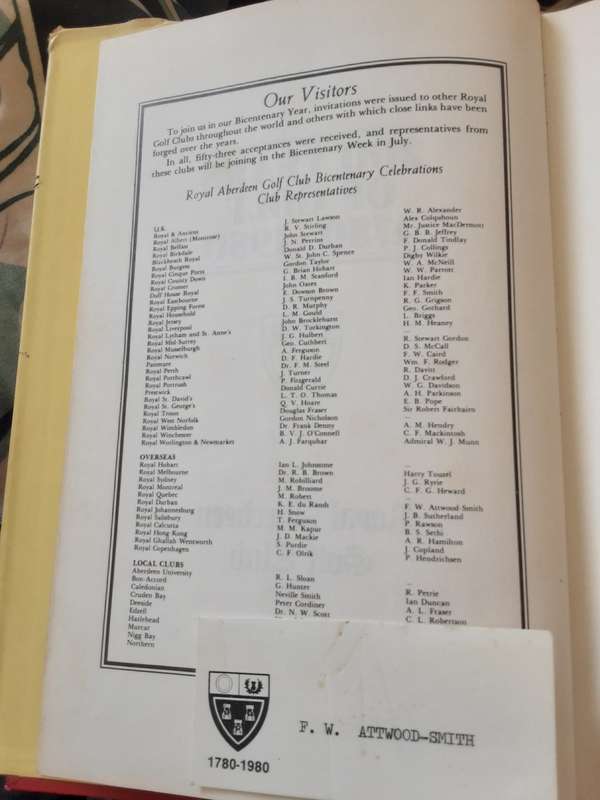 Our Visitors
To join us in our Bicentenary Year, invitations were issued to other Royal
Golf Clubs throughout the world and others with which close links have been
forged over the years.
In all, fifty-three acceptances were received, and representatives from
these clubs will be joining in the Bicentenary Week in July.
Royal Aberdeen Golf Club Bicentenary Celebrations
Club Representatives
U.K.
Royal & Ancient J. Stewart Lawson W. R. Alexander
Royal Albert (Montrose) R. V. Stirling Alex Colquhoun
Royal Belfast John Stewart Mr. Justice MacDermott
Royal Birkdale J. N. Perrins G. B. B. Jeffrey
Blackheath Royal Donald D. Durban F. Donald Tindlay
Royal Burgess W. St. John C. Spence P. J. Collings
Royal Cinque Ports Gordon Taylor Digby Wilkie
Royal County Down G. Brian Hobart W. A. McNeill
Royal Cromer J. B. M. Stanford W. W. Parrott
Duff House Royal John Oates Ian Hardie
Royal Eastbourne E. Dowson Brown K. Parker
Royal Epping Forest J. S. Turnpenny F. F. Smith
Royal Household D. R. Murphy R. G. Grigson
Royal Jersey L. M. Gould Geo. Gothard
Royal Liverpool John Brocklehurst L. Briggs
Royal Lytham and St. Anne's D. W. Turkington H. M. Heaney
Royal Mid-Surrey J. G. Hulbert –
Royal Musselburgh Geo. Cuthbert R. Stewart Gordon
Royal Norwich A. Ferguson D. S. McCall
Panmure D. F. Hardie F. W. Caird
Royal Perth Dr. F. M. Steel Wm. F. Rodger
Royal Porthcawl J. Turner R. Davitt
Royal Portrush P. Fitzgerald D. J. Crawford
Prestwick Donald Currie W. G. Davidson
Royal St. David's L. T. O. Thomas A. H. Parkinson
Royal St. George's Q. V. Hoare E. B. Pope
Royal Troon Douglas Fraser Sir Robert Fairbairn
Royal West Norfolk Gordon Nicholson –
Royal Wimbledon Dr. Frank Denny A. M. Hendry
Royal Winchester B. V. J. O'Connell C. F. Mackintosh
Royal Worlington & Newmarket A. J. Farquhar Admiral W. J. Munn
OVERSEAS
Royal Hobart Ian L. Johnstone –
Royal Melbourne Dr. R. B. Brown Harry Tousel
Royal Sydney M. Robilliard J. G. Ryrie
Royal Montreal J. M. Broome C. F. G. Heward
Royal Quebec M. Robert –
Royal Durban K. E. du Randt F. W. Attwood-Smith
Royal Johannesburg H. Snow J. B. Sutherland
Royal Salisbury T. Ferguson P. Rawson
Royal Calcutta M. M. Kapur B. S. Sethi
Royal Hong Kong J. D. Mackie A. R. Hamilton
Royal Ghallah Wentworth S. Purdie J. Copland
Royal Copenhagen C. F. Olrik P. Hendrichsen
LOCAL CLUBS
Aberdeen University R. L. Sloan –
Bon-Accord G. Hunter R. Petrie
Caledonian Neville Smith Ian Duncan
Cruden Bay Peter Cordiner A. L. Fraser
Deeside Dr. N. W. Scott C. L. Robertson
Edzell
Hazlehead
Murcar
Nigg Bay
Northern
F. W. ATTWOOD-SMITH
1780-1980